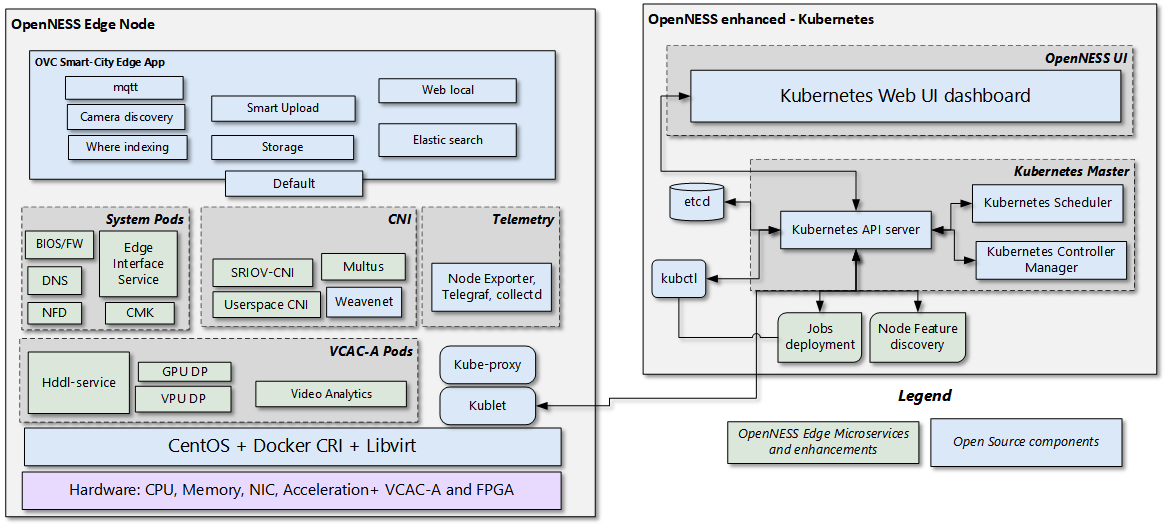 OpenNESS Edge Node
OVC Smart-City Edge App
mqtt
Camera discovery
Where indexing
Smart Upload
Storage
Web local
Elastic search
Default
System Pods
BIOS/FW
DNS
NFD
Edge
Interface
Service
CMK
CNI
SRIOV-CNI
Multus
Userspace CNI
Weavenet
Telemetry
Node Exporter,
Telegraf, collectd
VCAC-A Pods
Hddl-service
GPU DP
VPU DP
Video Analytics
Kube-proxy
Kublet
CentOS + Docker CRI + Libvirt
Hardware: CPU, Memory, NIC, Acceleration+ VCAC-A and FPGA
OpenNESS enhanced - Kubernetes
OpenNESS UI
Kubernetes Web UI dashboard
Kubernetes Master
etcd
Kubernetes API server
Kubernetes Scheduler
Kubernetes Controller
Manager
kubctl
Jobs
deployment
Node Feature
discovery
Legend
OpenNESS Edge Microservices
and enhancements
Open Source components